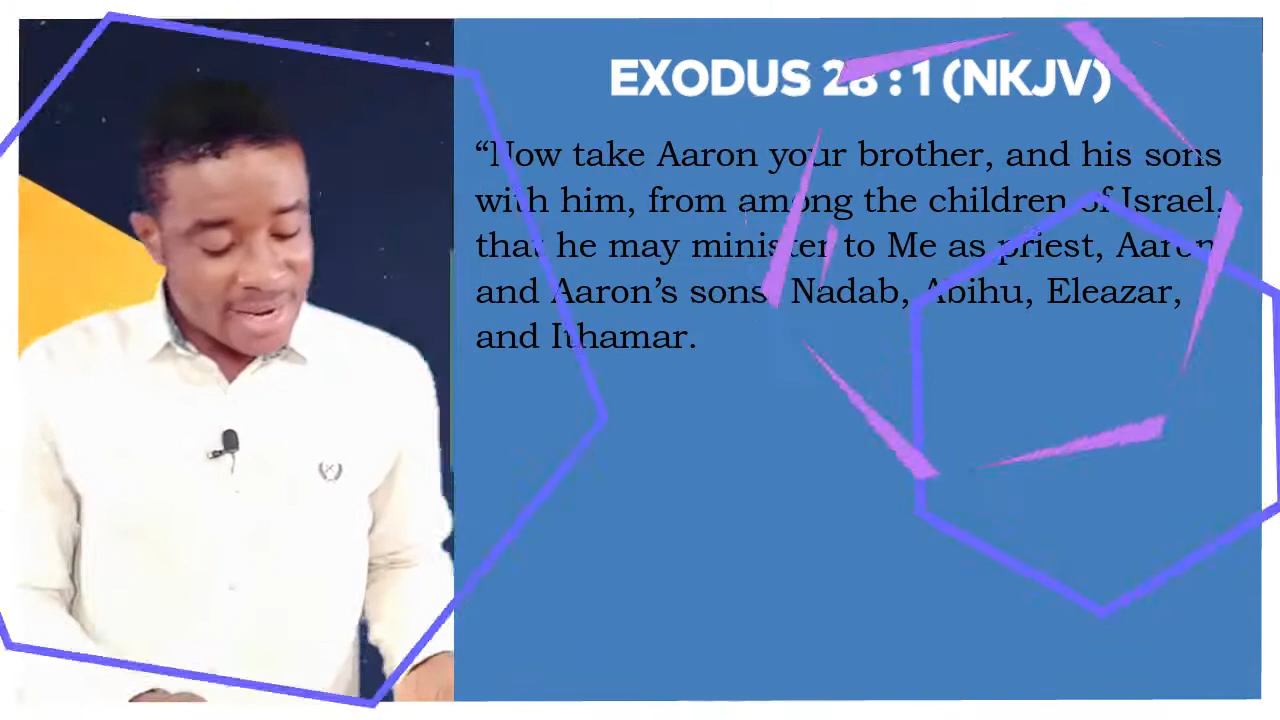 EXODUS 28 : 1 (NKJV)
“Now take Aaron your brother, and his sons
with him, from among the children of Israel,
that he may minister to Me as priest, Aaron
and Aaron’s sons: Nadab, Abihu, Eleazar,
and Ithamar.